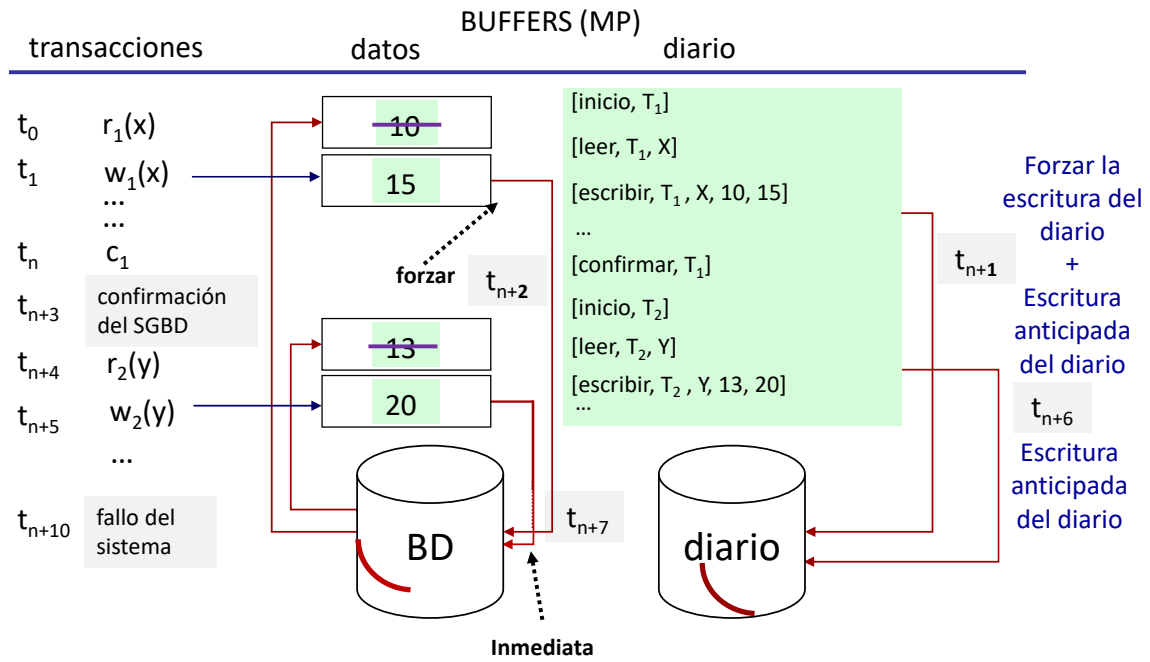 BUFFERS (MP)
transacciones datos diario
t0 r1(x) 10 [inicio, T1]
[leer, T1, X]
t1 w1(x) 15 [escribir, T1 , X, 10, 15]
...
...
...
tn c1 [confirmar, T1]
forzar tn+2
tn+1
Forzar la
escritura del
diario
+
Escritura
anticipada
del diario
tn+3 confirmación
del SGBD
[inicio, T2]
tn+4 r2(y) 13 [leer, T2, Y]
tn+5 w2(y) 20 [escribir, T2 , Y, 13, 20]
...
...
tn+6
Escritura
anticipada
del diario
tn+10 fallo del
sistema
BD tn+7 diario
Inmediata